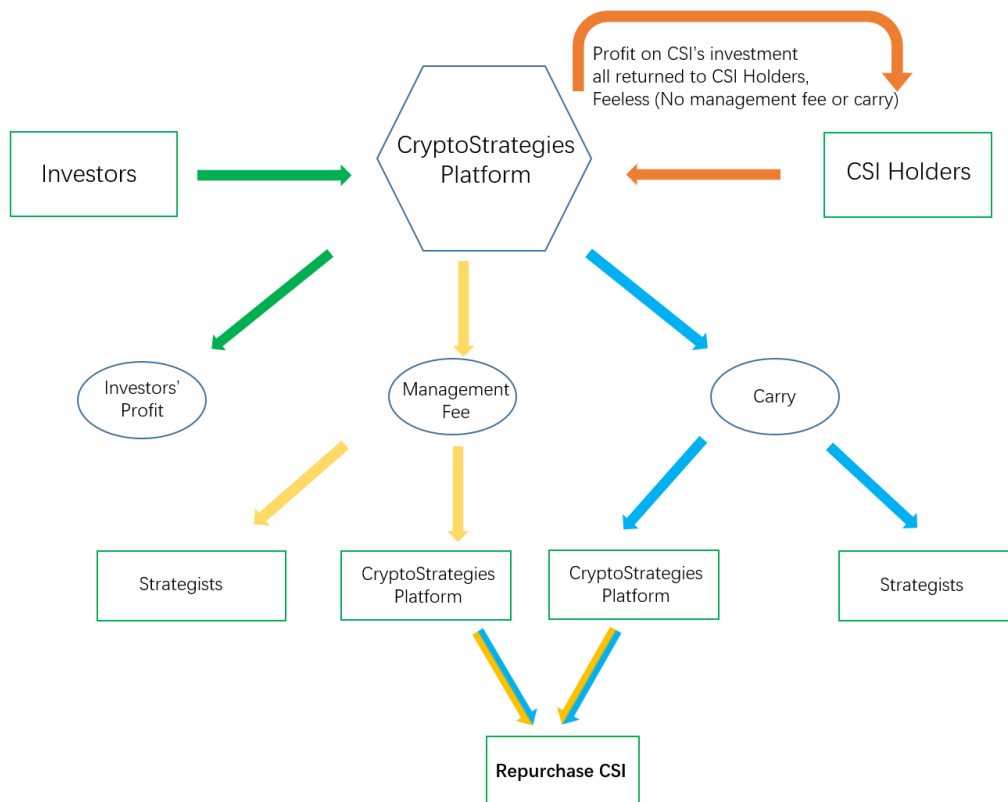 Profit on CSI's investment
all returned to CSI Holders,
Feeless (No management fee or carry)
Investors
CryptoStrategies
Platform
CSI Holders
Investors'
Profit
Management
Fee
Carry
Strategists
CryptoStrategies
Platform
CryptoStrategies
Platform
Strategists
Repurchase CSI